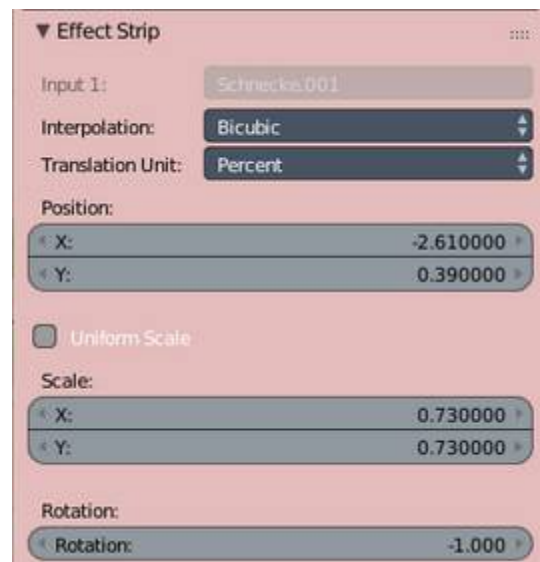 Effect Strip
Input 1: Schnecke.001
Interpolation: Bicubic
Translation Unit: Percent
Position:
X: -2.610000
Y: 0.390000
Uniform Scale
Scale:
X: 0.730000
Y: 0.730000
Rotation:
Rotation: -1.000